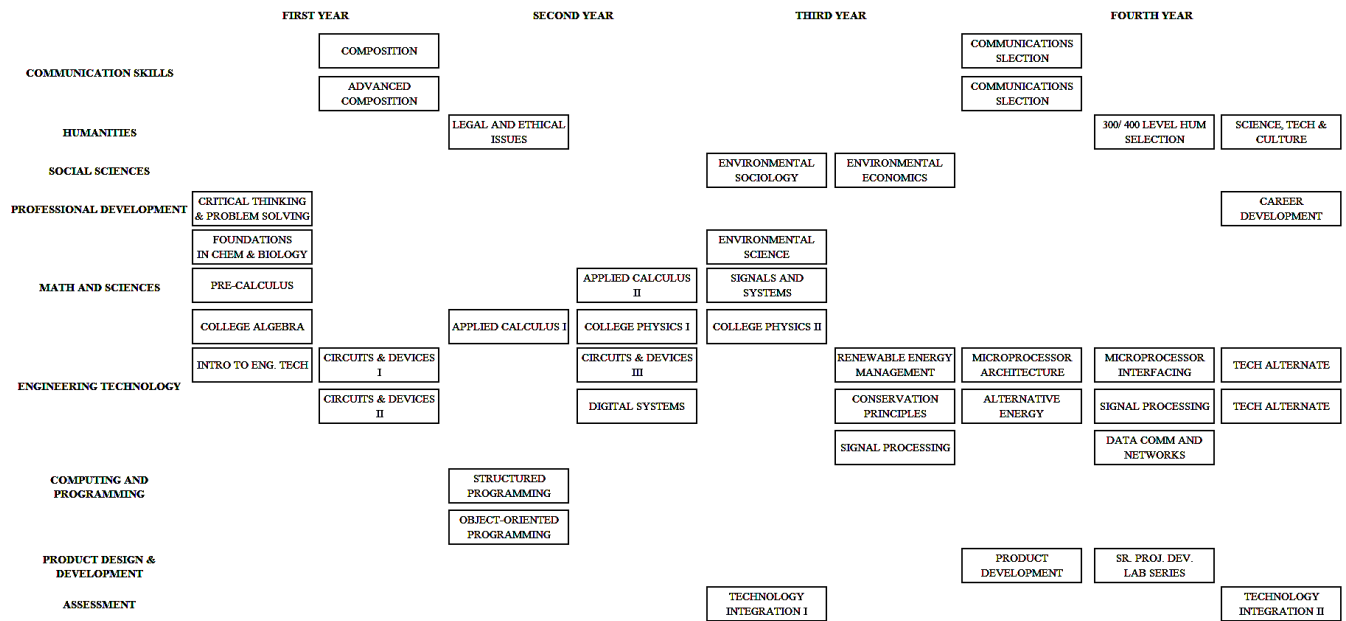 FIRST YEAR
SECOND YEAR
THIRD YEAR
FOURTH YEAR
COMMUNICATION SKILLS
COMPOSITION
COMMUNICATIONS
SLECTION
ADVANCED
COMPOSITION
COMMUNICATIONS
SLECTION
HUMANITIES
LEGAL AND ETHICAL
ISSUES
300/ 400 LEVEL HUM
SELECTION
SCIENCE, TECH &
CULTURE
SOCIAL SCIENCES
ENVIRONMENTAL
SOCIOLOGY
ENVIRONMENTAL
ECONOMICS
PROFESSIONAL DEVELOPMENT
CRITICAL THINKING
& PROBLEM SOLVING
CAREER
DEVELOPMENT
MATH AND SCIENCES
FOUNDATIONS
IN CHEM & BIOLOGY
ENVIRONMENTAL
SCIENCE
PRE-CALCULUS
APPLIED CALCULUS
II
SIGNALS AND
SYSTEMS
COLLEGE ALGEBRA
APPLIED CALCULUS I
COLLEGE PHYSICS I
COLLEGE PHYSICS II
ENGINEERING TECHNOLOGY
INTRO TO ENG. TECH
CIRCUITS & DEVICES
I
CIRCUITS & DEVICES
III
RENEWABLE ENERGY
MANAGEMENT
MICROPROCESSOR
ARCHITECTURE
MICROPROCESSOR
INTERFACING
TECH ALTERNATE
CIRCUITS & DEVICES
II
DIGITAL SYSTEMS
CONSERVATION
PRINCIPLES
ALTERNATIVE
ENERGY
SIGNAL PROCESSING
TECH ALTERNATE
SIGNAL PROCESSING
DATA COMM AND
NETWORKS
COMPUTING AND
PROGRAMMING
STRUCTURED
PROGRAMMING
OBJECT-ORIENTED
PROGRAMMING
PRODUCT DESIGN &
DEVELOPMENT
PRODUCT
DEVELOPMENT
SR. PROJ. DEV.
LAB SERIES
ASSESSMENT
TECHNOLOGY
INTEGRATION I
TECHNOLOGY
INTEGRATION II